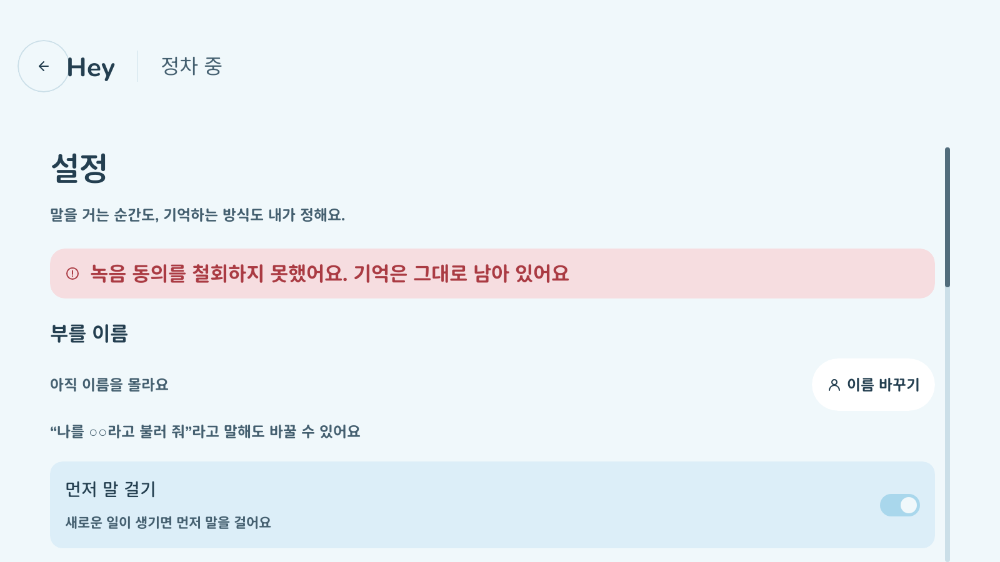 Hey
정차 중
설정
말을 거는 순간도, 기억하는 방식도 내가 정해요.
녹음 동의를 철회하지 못했어요. 기억은 그대로 남아 있어요
부를 이름
아직 이름을 몰라요
이름 바꾸기
“나를 ○○라고 불러 줘”라고 말해도 바꿀 수 있어요
먼저 말 걸기
새로운 일이 생기면 먼저 말을 걸어요